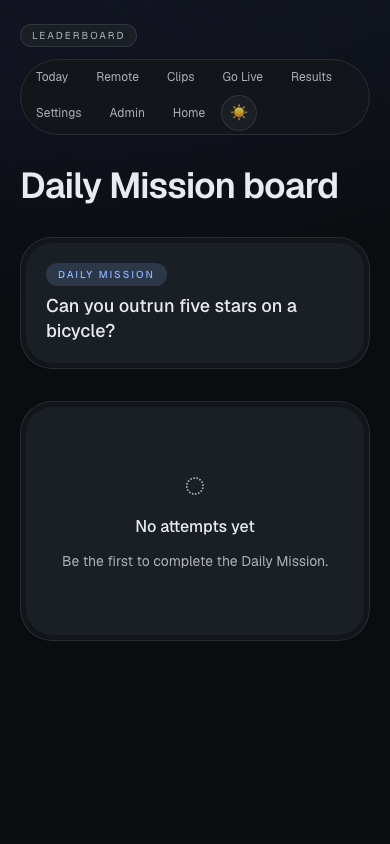 LEADERBOARD
Today Remote Clips Go Live Results
Settings Admin Home
Daily Mission board
DAILY MISSION
Can you outrun five stars on a
bicycle?
No attempts yet
Be the first to complete the Daily Mission.